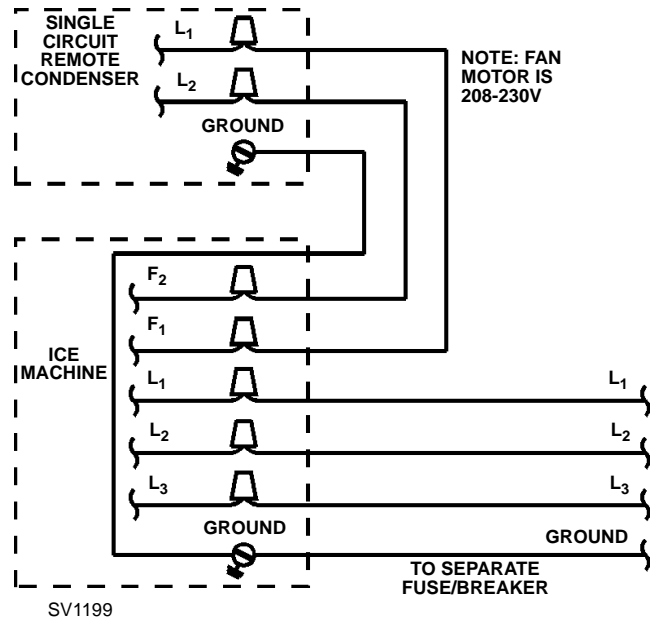 SINGLE
CIRCUIT
REMOTE
CONDENSER
L1
L2
GROUND
NOTE: FAN
MOTOR IS
208-230V
ICE
MACHINE
F2
F1
L1
L1
L2
L2
L3
L3
GROUND
GROUND
TO SEPARATE
FUSE/BREAKER
SV1199